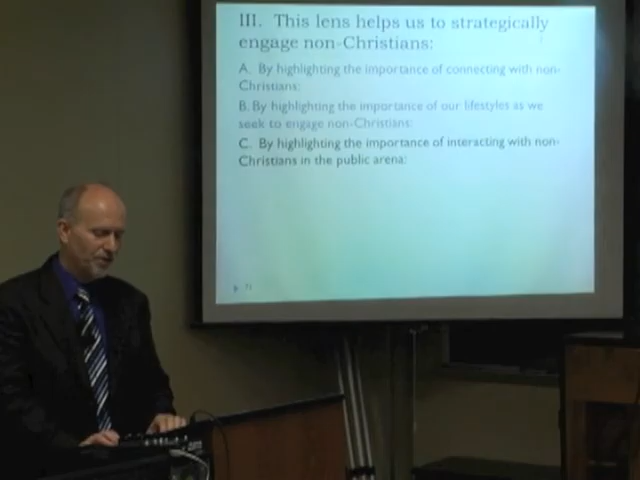 III. This lens helps us to strategically
engage non-Christians:
A. By highlighting the importance of connecting with non-
Christians:
B. By highlighting the importance of our lifestyles as we
seek to engage non-Christians:
C. By highlighting the importance of interacting with non-
Christians in the public arena: